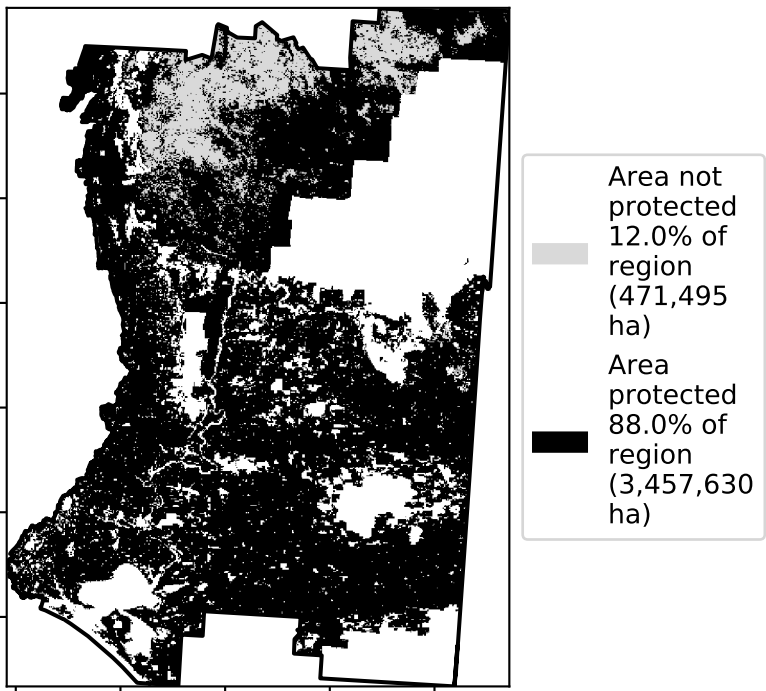 Area not
protected
12.0% of
region
(471,495
ha)
Area
protected
88.0% of
region
(3,457,630
ha)